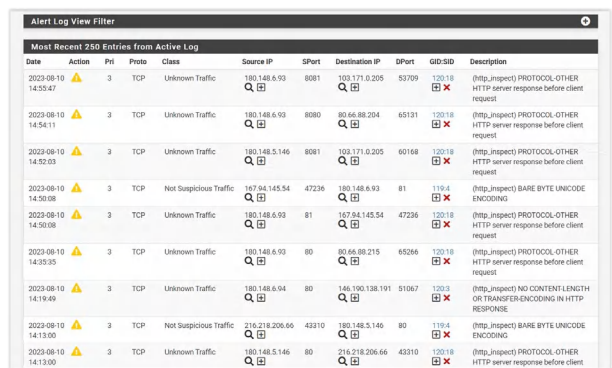 Alert Log View Filter
Most Recent 250 Entries from Active Log
Date Action Pri Proto Class Source IP SPort Destination IP DPort GID:SID Description
2023-08-10 3 TCP Unknown Traffic 180.148.6.93 8081 103.171.0.205 53709 120:18 (http_inspect) PROTOCOL-OTHER
14:55:47 HTTP server response before client
request
2023-08-10 3 TCP Unknown Traffic 180.148.6.93 8080 80.66.88.204 65131 120:18 (http_inspect) PROTOCOL-OTHER
14:54:11 HTTP server response before client
request
2023-08-10 3 TCP Unknown Traffic 180.148.5.146 8081 103.171.0.205 60168 120:18 (http_inspect) PROTOCOL-OTHER
14:52:03 HTTP server response before client
request
2023-08-10 3 TCP Not Suspicious Traffic 167.94.145.54 47236 180.148.6.93 81 119:4 (http_inspect) BARE BYTE UNICODE
14:50:08 ENCODING
2023-08-10 3 TCP Unknown Traffic 180.148.6.93 81 167.94.145.54 47236 120:18 (http_inspect) PROTOCOL-OTHER
14:50:08 HTTP server response before client
request
2023-08-10 3 TCP Unknown Traffic 180.148.6.93 80 80.66.88.215 65266 120:18 (http_inspect) PROTOCOL-OTHER
14:35:35 HTTP server response before client
request
2023-08-10 3 TCP Unknown Traffic 180.148.6.94 80 146.190.138.191 51067 120:3 (http_inspect) NO CONTENT-LENGTH
14:19:49 OR TRANSFER-ENCODING IN HTTP
RESPONSE
2023-08-10 3 TCP Not Suspicious Traffic 216.218.206.66 43310 180.148.5.146 80 119:4 (http_inspect) BARE BYTE UNICODE
14:13:00 ENCODING
2023-08-10 3 TCP Unknown Traffic 180.148.5.146 80 216.218.206.66 43310 120:18 (http_inspect) PROTOCOL-OTHER
14:13:00 HTTP server response before client